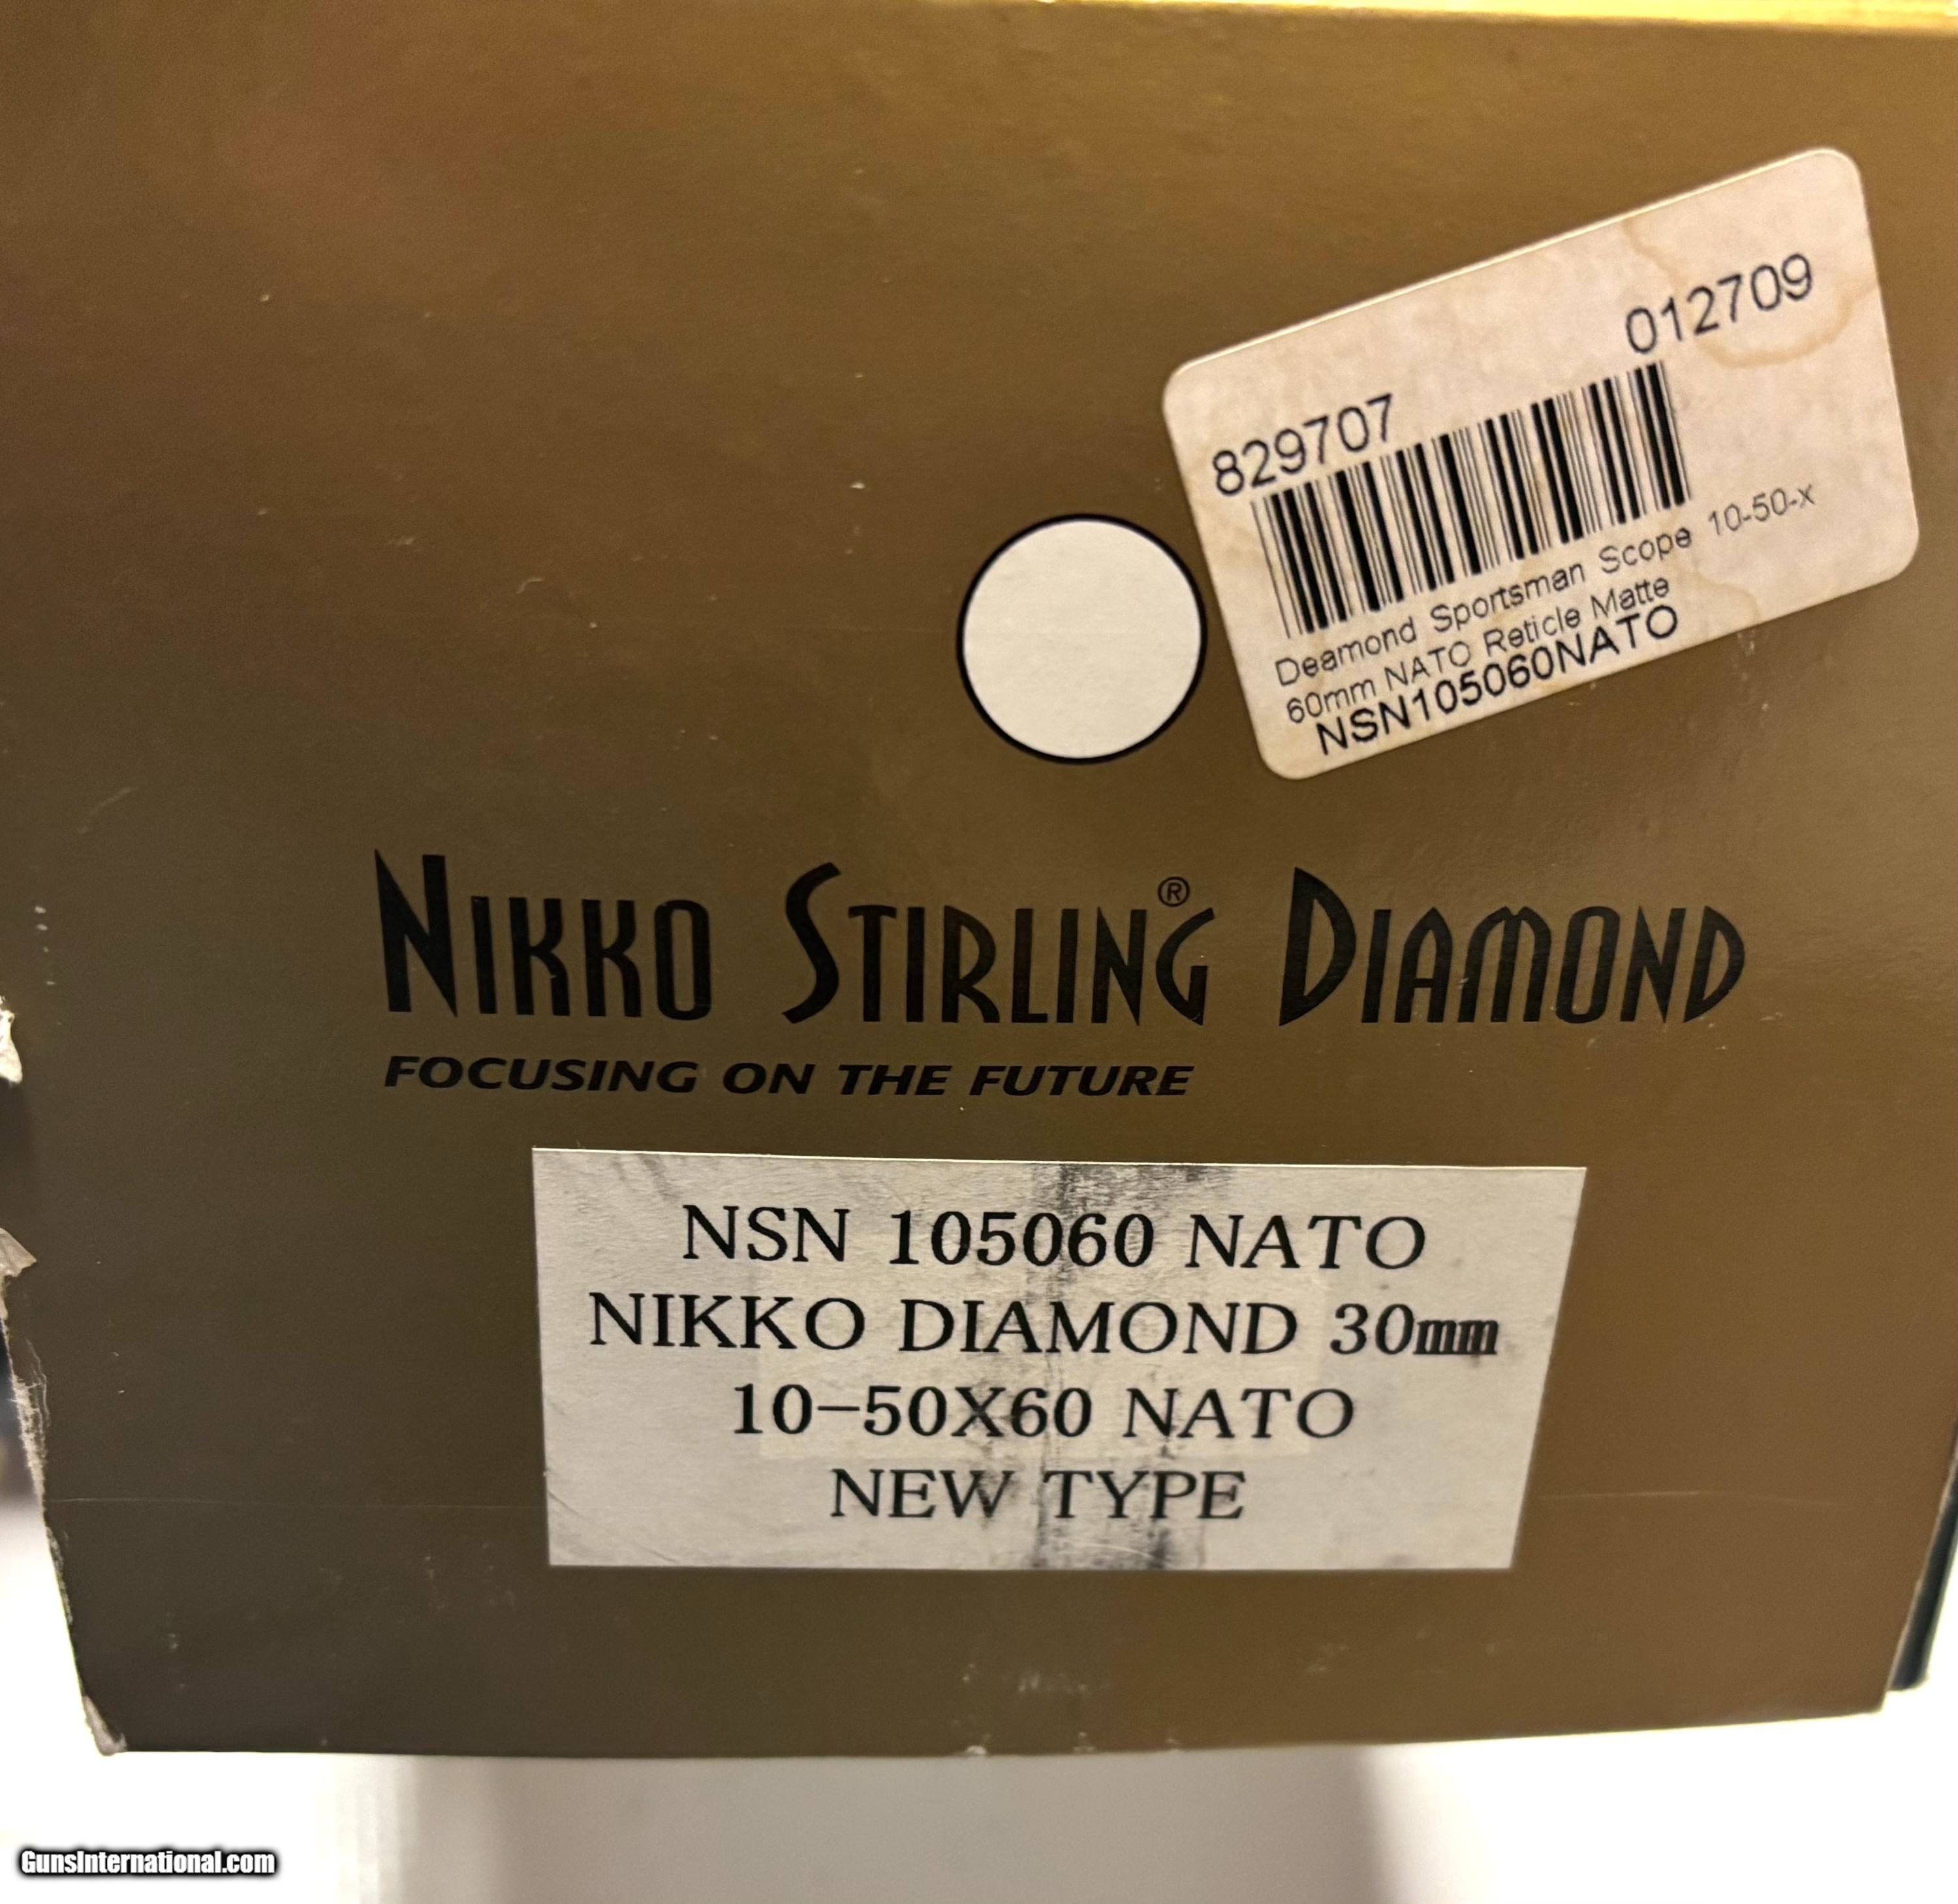 012709
829707
Deamond Sportsman Scope 10-50-x
60mm NATO Reticle Matte
NSN105060NATO
NIKKO STIRLING® DIAMOND
FOCUSING ON THE FUTURE
NSN 105060 NATO
NIKKO DIAMOND 30mm
10-50X60 NATO
NEW TYPE
GunsInternational.com